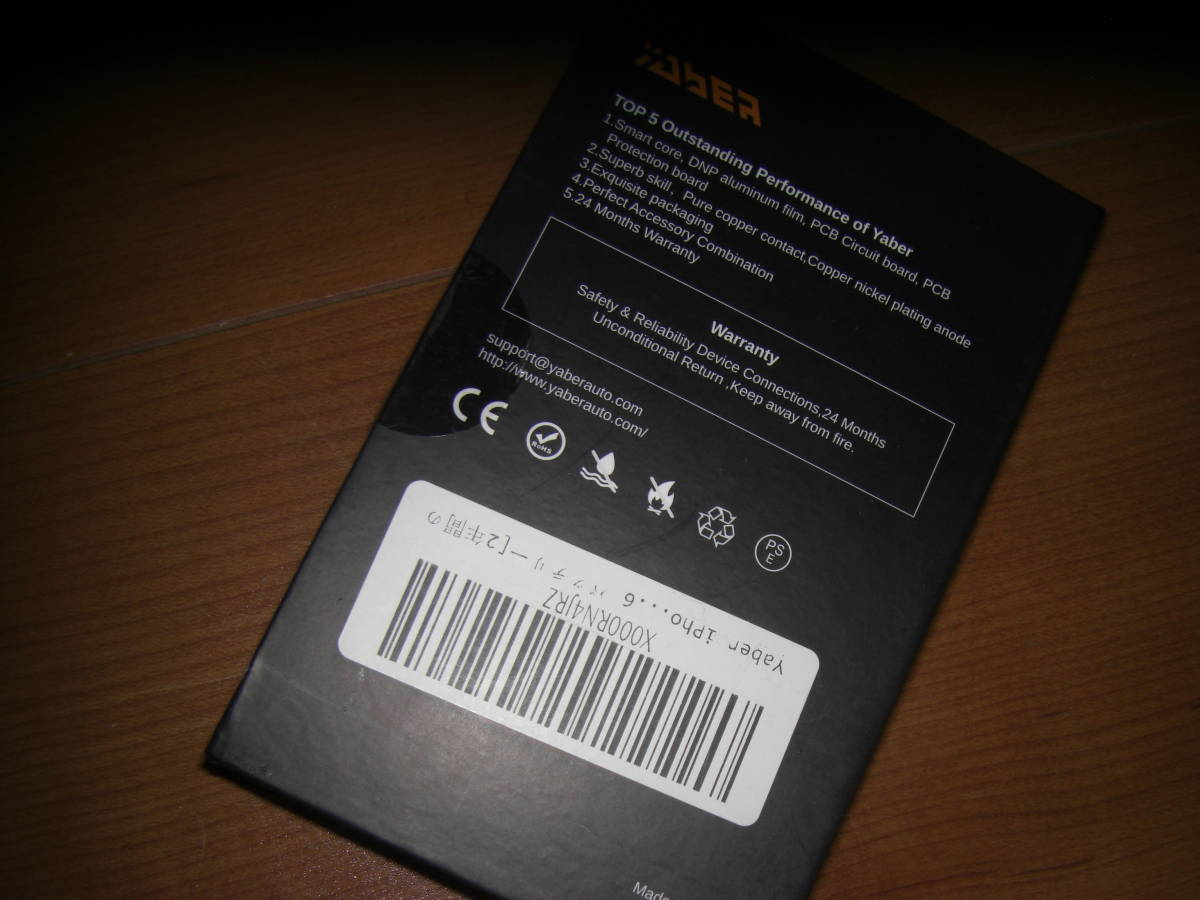 YABER
TOP 5 Outstanding Performance of Yaber
1.Smart core, DNP aluminum film, PCB Circuit board, PCB
Protection board
2.Superb skill, Pure copper contact,Copper nickel plating anode
3.Exquisite packaging
4.Perfect Accessory Combination
5.24 Months Warranty
Warranty
Safety & Reliability Device Connections,24 Months
Unconditional Return ,Keep away from fire.
support@yaberauto.com
http://www.yaberauto.com/
CE
RoHS
PS
E
X000RN4JRZ
Yaber iPho...6 バッテリー[2年間の
Made